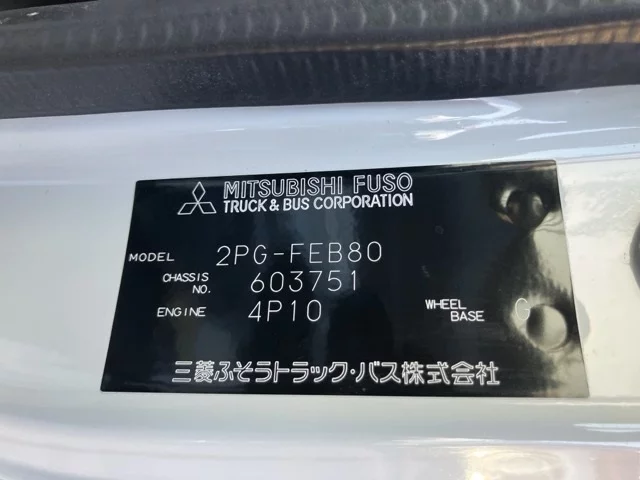 MITSUBISHI FUSO
TRUCK & BUS CORPORATION
MODEL 2PG-FEB80
CHASSIS NO. 603751
ENGINE 4P10 WHEEL BASE G
三菱ふそうトラック・バス株式会社